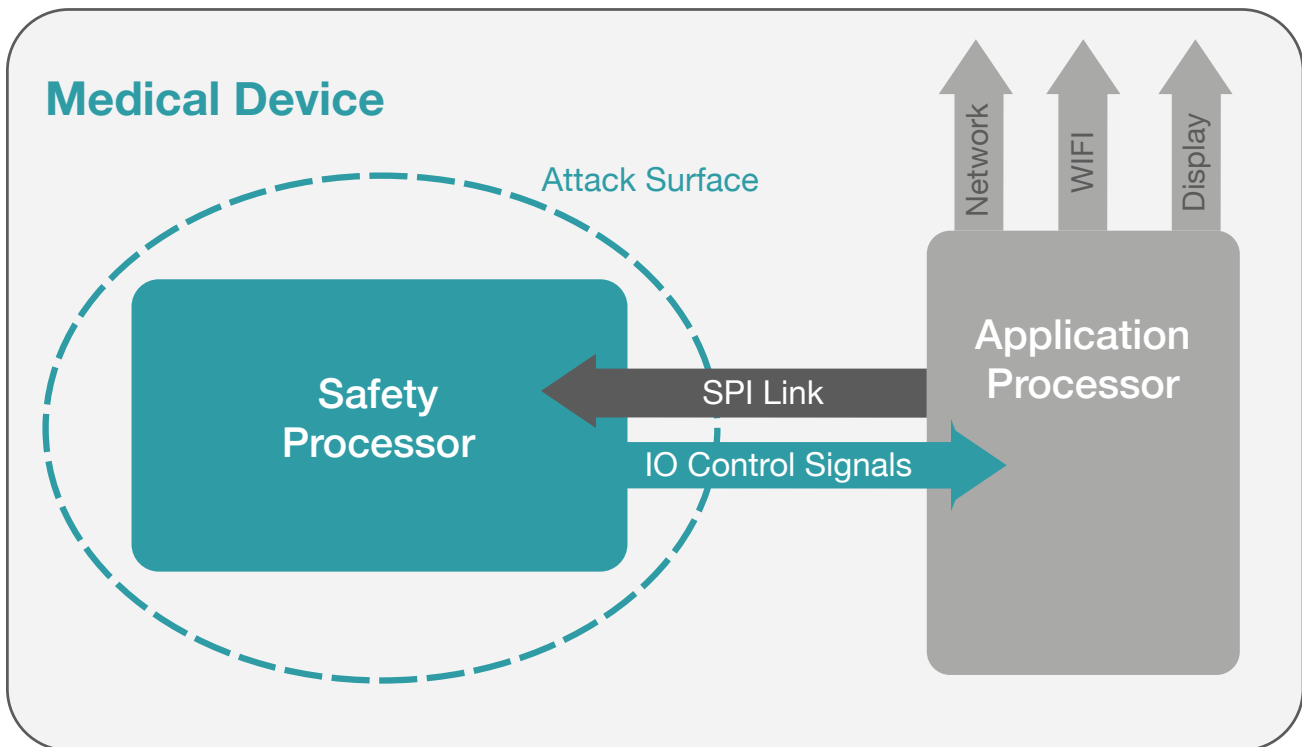 Medical Device
Attack Surface
Network
WIFI
Display
Safety
Processor
SPI Link
IO Control Signals
Application
Processor